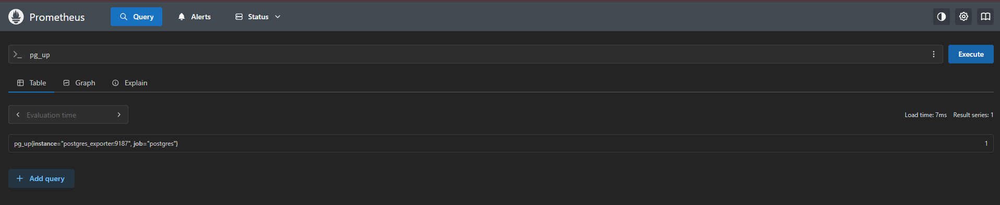 Prometheus Query Alerts Status
pg_up Execute
Table Graph Explain
Evaluation time Load time: 7ms Result series: 1
pg_up{instance="postgres_exporter:9187", job="postgres"} 1
Add query